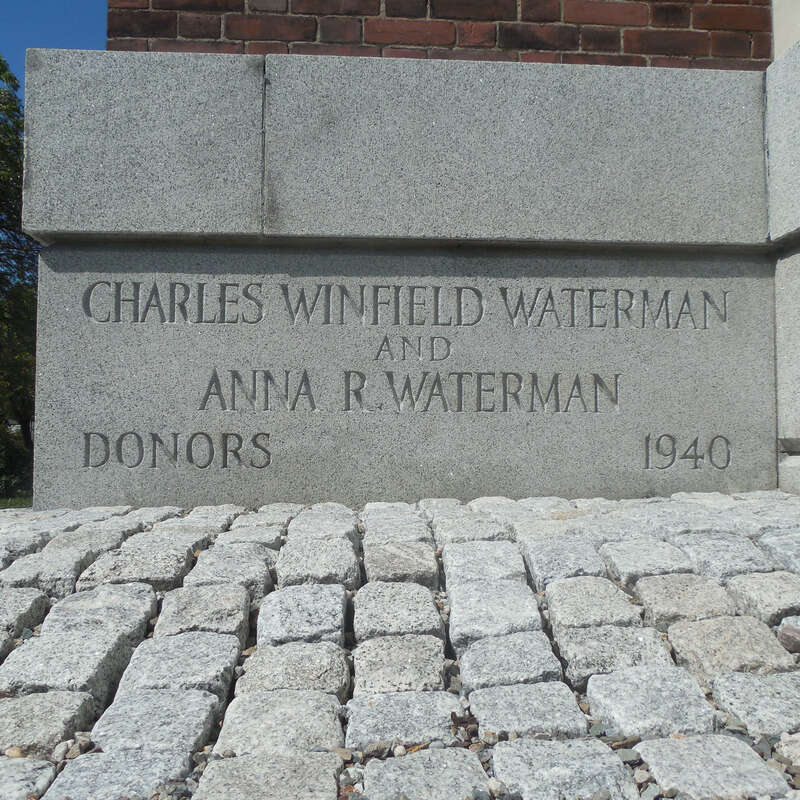 CHARLES WINFIELD WATERMAN
AND
ANNA R. WATERMAN
DONORS 1940